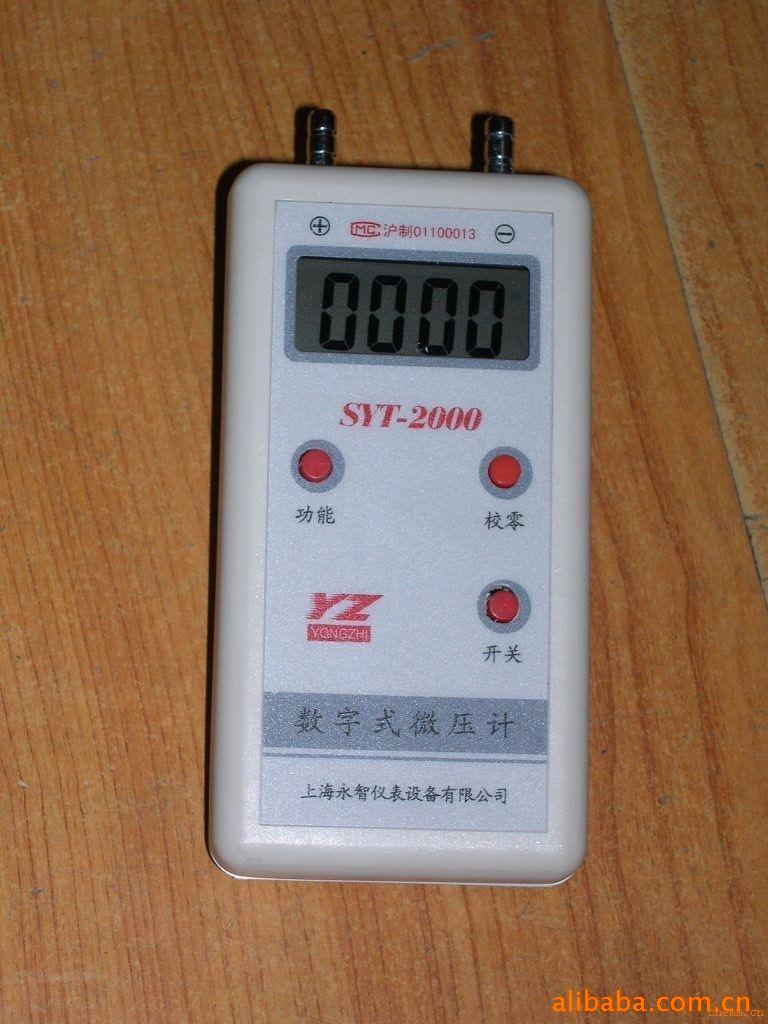 ⊕ MC 沪制01100013 ⊖
0000
SYT-2000
功能 校零
YZ
YONGZHI
开关
数字式微压计
上海永智仪表设备有限公司
alibaba.com.cn